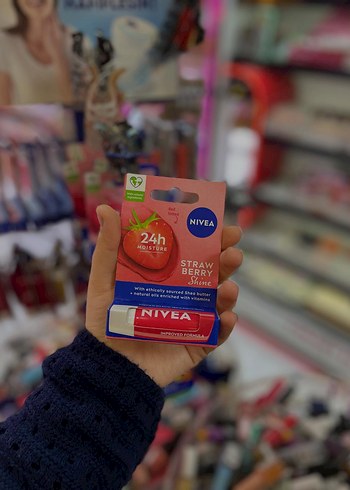 NIVEA
24h
MOISTURE
STRAW
BERRY
Shine
With ethically sourced Shea butter
+ natural oils enriched with vitamins
NIVEA
IMPROVED FORMULA